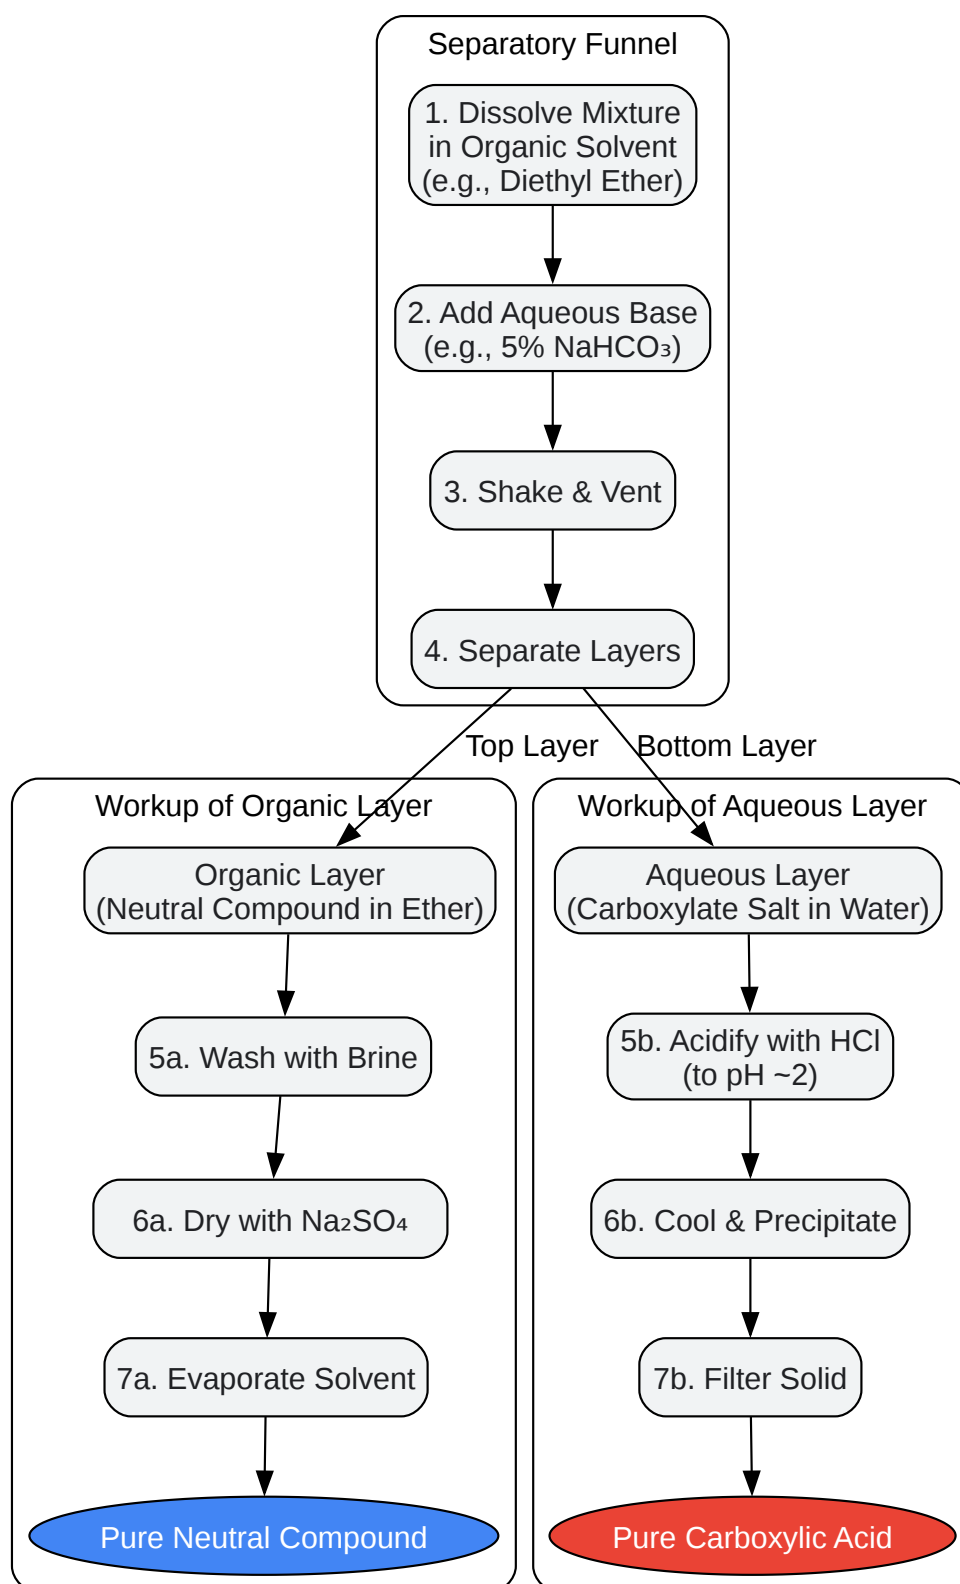 Separatory Funnel
1. Dissolve Mixture
in Organic Solvent
(e.g., Diethyl Ether)
2. Add Aqueous Base
(e.g., 5% NaHCO₃)
3. Shake & Vent
4. Separate Layers
Top Layer
Bottom Layer
Workup of Organic Layer
Organic Layer
(Neutral Compound in Ether)
5a. Wash with Brine
6a. Dry with Na₂SO₄
7a. Evaporate Solvent
Pure Neutral Compound
Workup of Aqueous Layer
Aqueous Layer
(Carboxylate Salt in Water)
5b. Acidify with HCl
(to pH ~2)
6b. Cool & Precipitate
7b. Filter Solid
Pure Carboxylic Acid